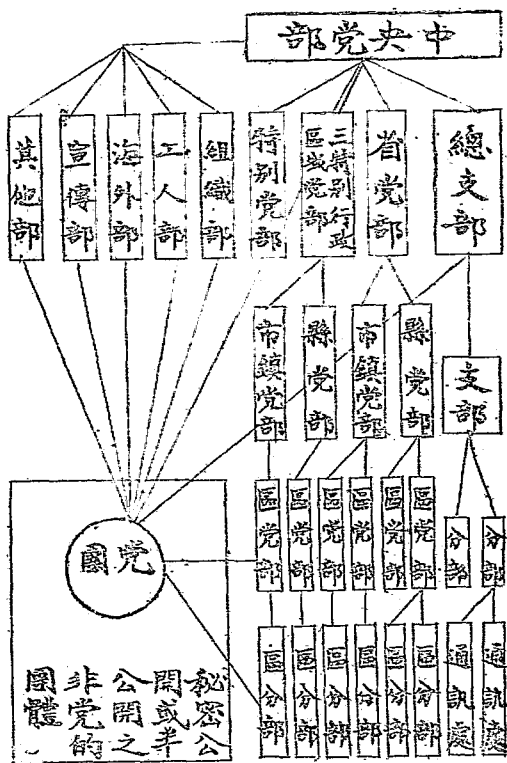 中央党部
總支部
省党部
三特别行政
區域党部
特别党部
組織部
工人部
海外部
宣傳部
其他部
支部
縣党部
市鎮党部
縣党部
市鎮党部
分部
分部
區党部
區党部
區党部
區党部
區党部
區党部
通訊處
通訊處
區分部
區分部
區分部
區分部
區分部
區分部
党團
秘密公
開或半
公開之
非党的
團體